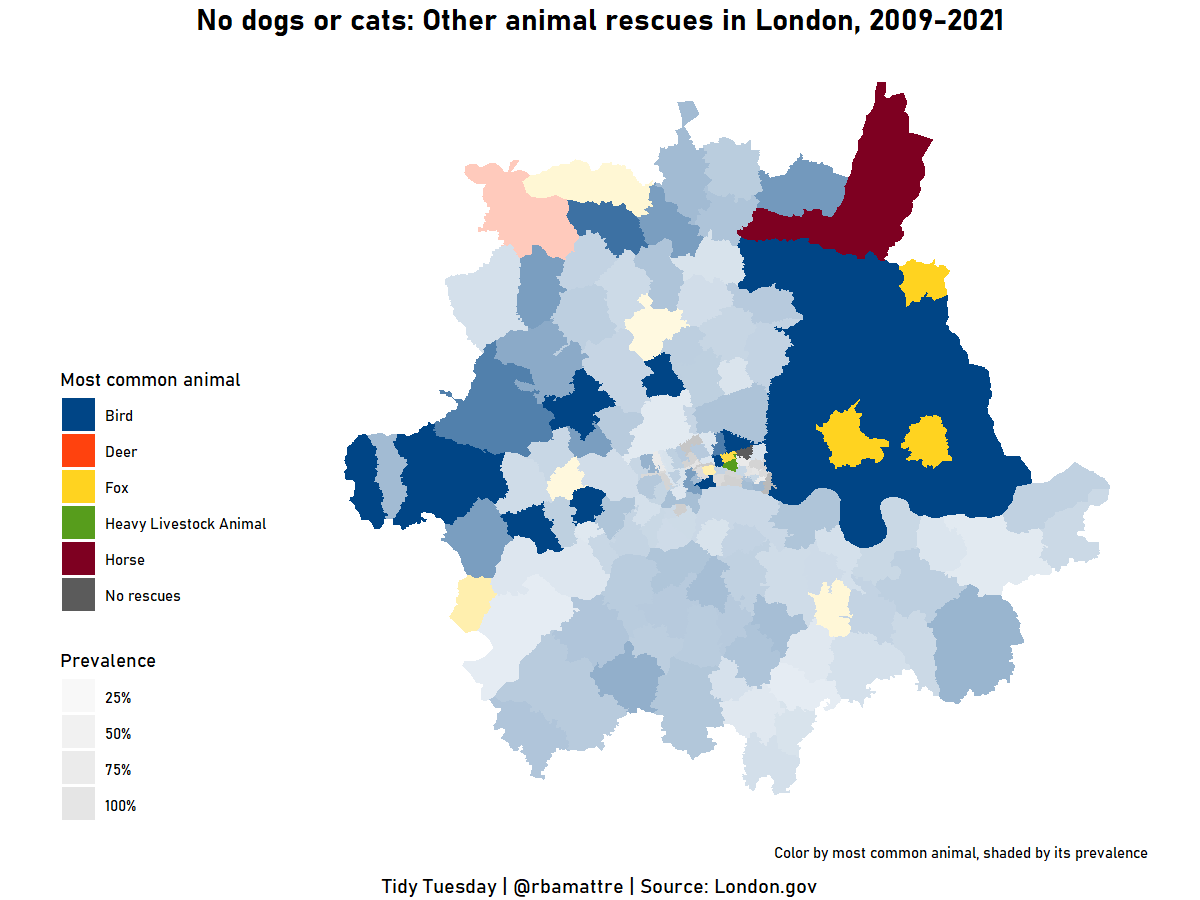 No dogs or cats: Other animal rescues in London, 2009-2021
Most common animal
Bird
Deer
Fox
Heavy Livestock Animal
Horse
No rescues
Prevalence
25%
50%
75%
100%
Color by most common animal, shaded by its prevalence
Tidy Tuesday | @rbamattre | Source: London.gov